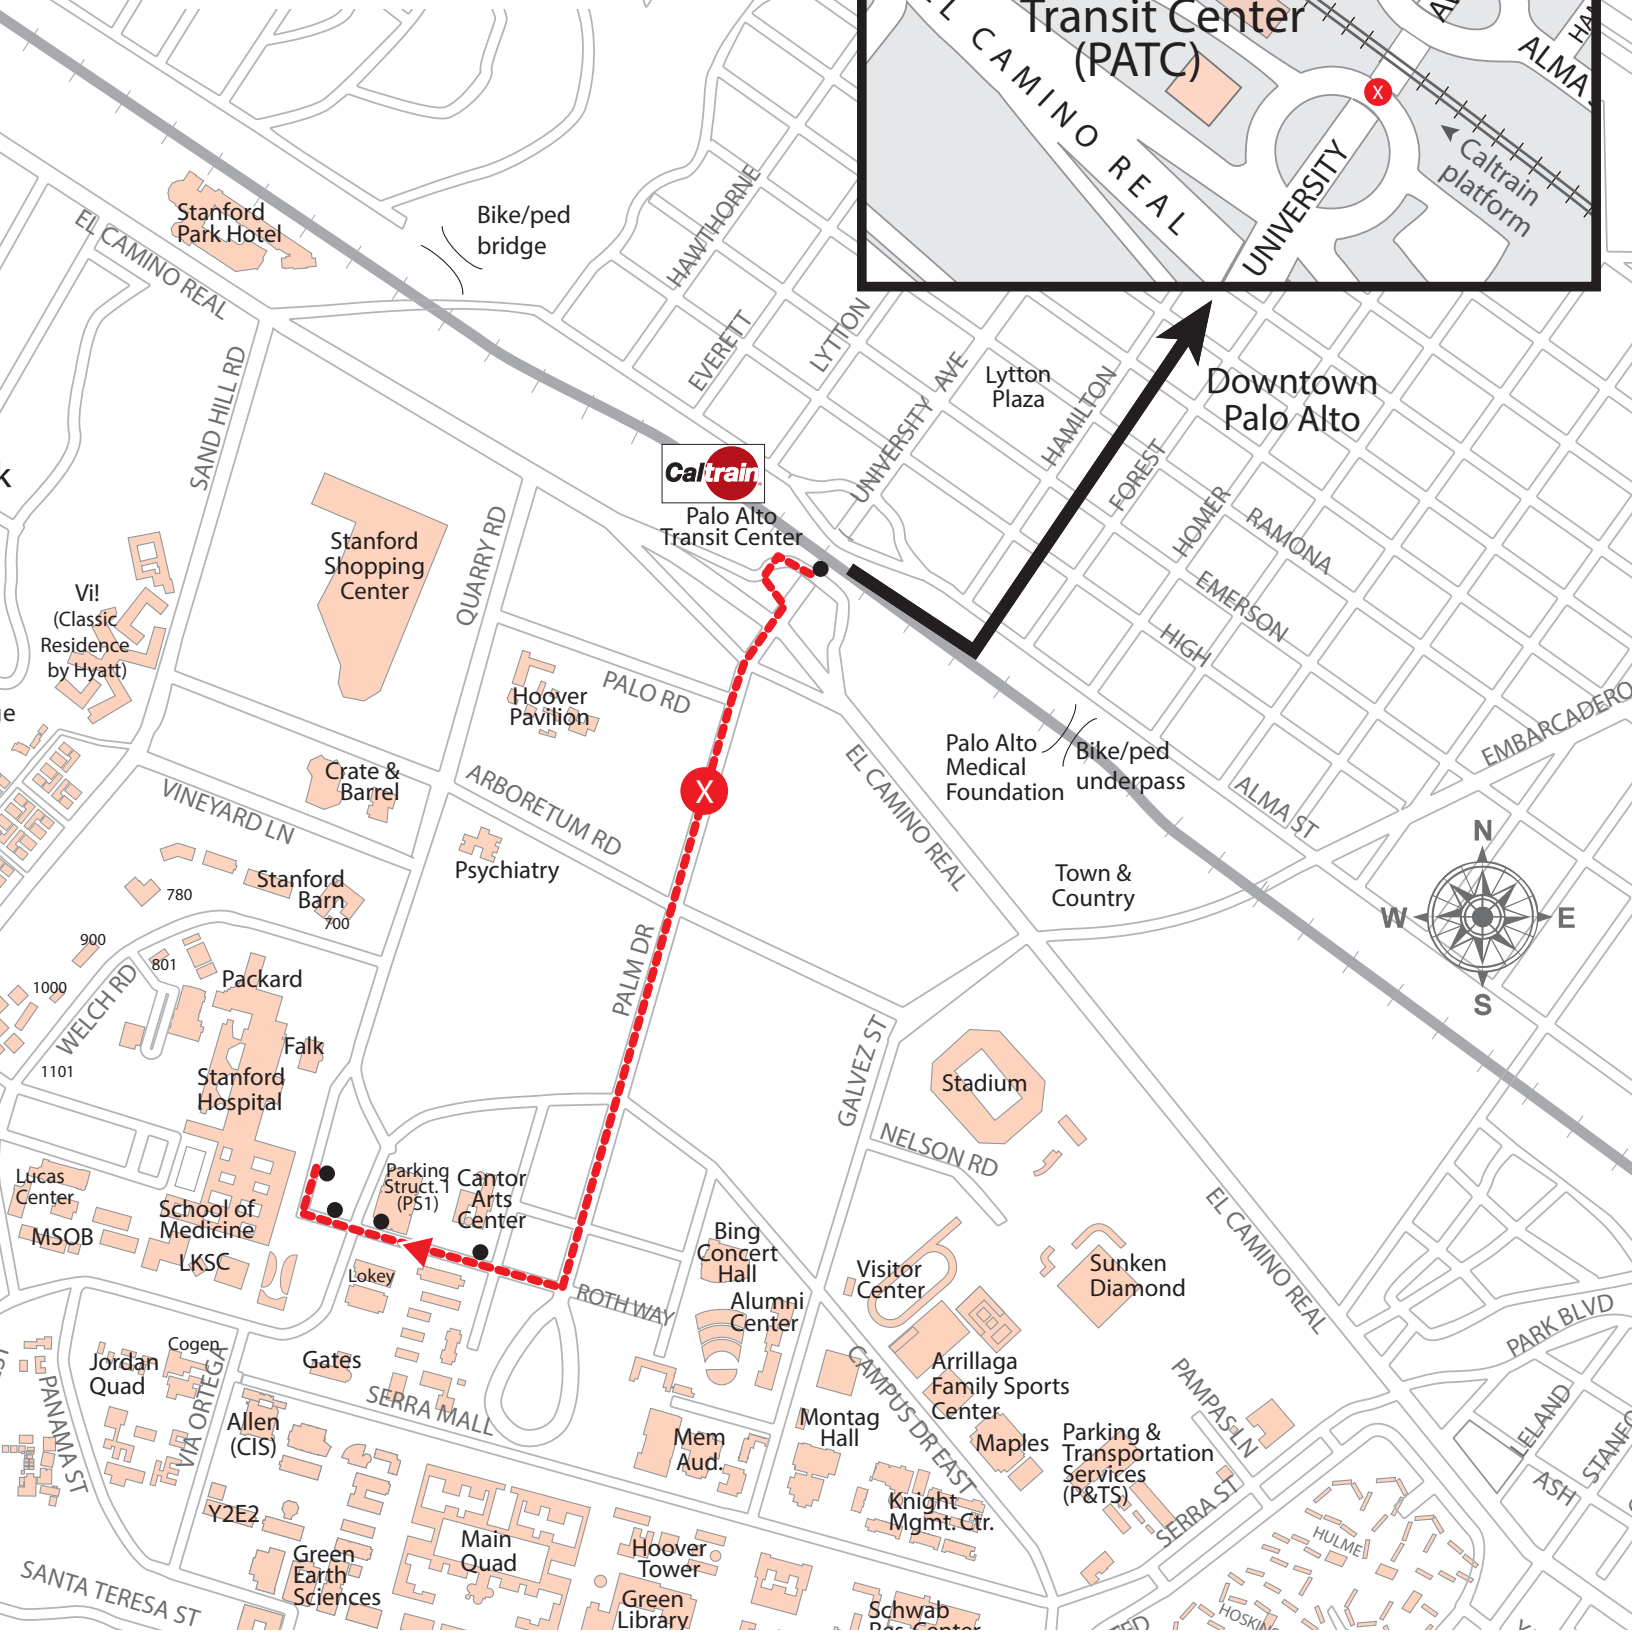 Transit Center
(PATC)
EL CAMINO REAL
UNIVERSITY
X
ALMA
Caltrain
platform
Stanford
Park Hotel
EL CAMINO REAL
Bike/ped
bridge
HAWTHORNE
EVERETT
LYTTON
UNIVERSITY AVE
Lytton
Plaza
HAMILTON
Downtown
Palo Alto
FOREST
HOMER
RAMONA
EMERSON
HIGH
SAND HILL RD
Caltrain
Palo Alto
Transit Center
Stanford
Shopping
Center
QUARRY RD
Vi!
(Classic
Residence
by Hyatt)
Hoover
Pavilion
PALO RD
EMBARCADERO
Palo Alto
Medical
Foundation
Bike/ped
underpass
Crate &
Barrel
X
EL CAMINO REAL
ALMA ST
VINEYARD LN
ARBORETUM RD
Psychiatry
Stanford
Barn
780
700
Town &
Country
N
W
E
S
900
801
1000
WELCH RD
Packard
PALM DR
Falk
1101
Stanford
Hospital
GALVEZ ST
Stadium
NELSON RD
Lucas
Center
MSOB
School of
Medicine
LKSC
Parking
Struct. 1
(PS1)
Cantor
Arts
Center
EL CAMINO REAL
Bing
Concert
Hall
Visitor
Center
Sunken
Diamond
Lokey
ROTH WAY
Alumni
Center
PARK BLVD
Cogen
Jordan
Quad
Gates
Arrillaga
Family Sports
Center
CAMPUS DR EAST
PAMPAS LN
PANAMA ST
VIA ORTEGA
SERRA MALL
Allen
(CIS)
Mem
Aud.
Montag
Hall
Maples
Parking &
Transportation
Services
(P&TS)
LELAND
ASH
Y2E2
Knight
Mgmt. Ctr.
SERRA ST
HULME
Main
Quad
Hoover
Tower
Green
Earth
Sciences
SANTA TERESA ST
Green
Library
Schwab